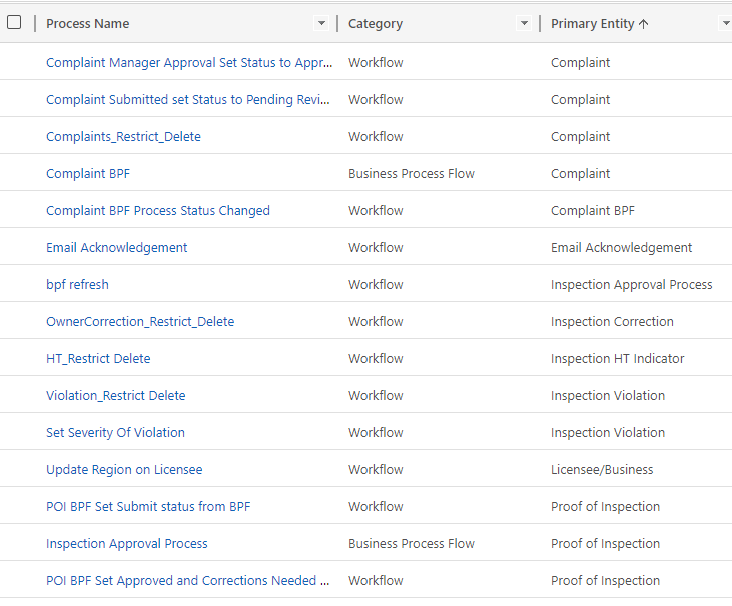 Process Name Category Primary Entity
Complaint Manager Approval Set Status to Appr... Workflow Complaint
Complaint Submitted set Status to Pending Revi... Workflow Complaint
Complaints_Restrict_Delete Workflow Complaint
Complaint BPF Business Process Flow Complaint
Complaint BPF Process Status Changed Workflow Complaint BPF
Email Acknowledgement Workflow Email Acknowledgement
bpf refresh Workflow Inspection Approval Process
OwnerCorrection_Restrict_Delete Workflow Inspection Correction
HT_Restrict Delete Workflow Inspection HT Indicator
Violation_Restrict Delete Workflow Inspection Violation
Set Severity Of Violation Workflow Inspection Violation
Update Region on Licensee Workflow Licensee/Business
POI BPF Set Submit status from BPF Workflow Proof of Inspection
Inspection Approval Process Business Process Flow Proof of Inspection
POI BPF Set Approved and Corrections Needed ... Workflow Proof of Inspection